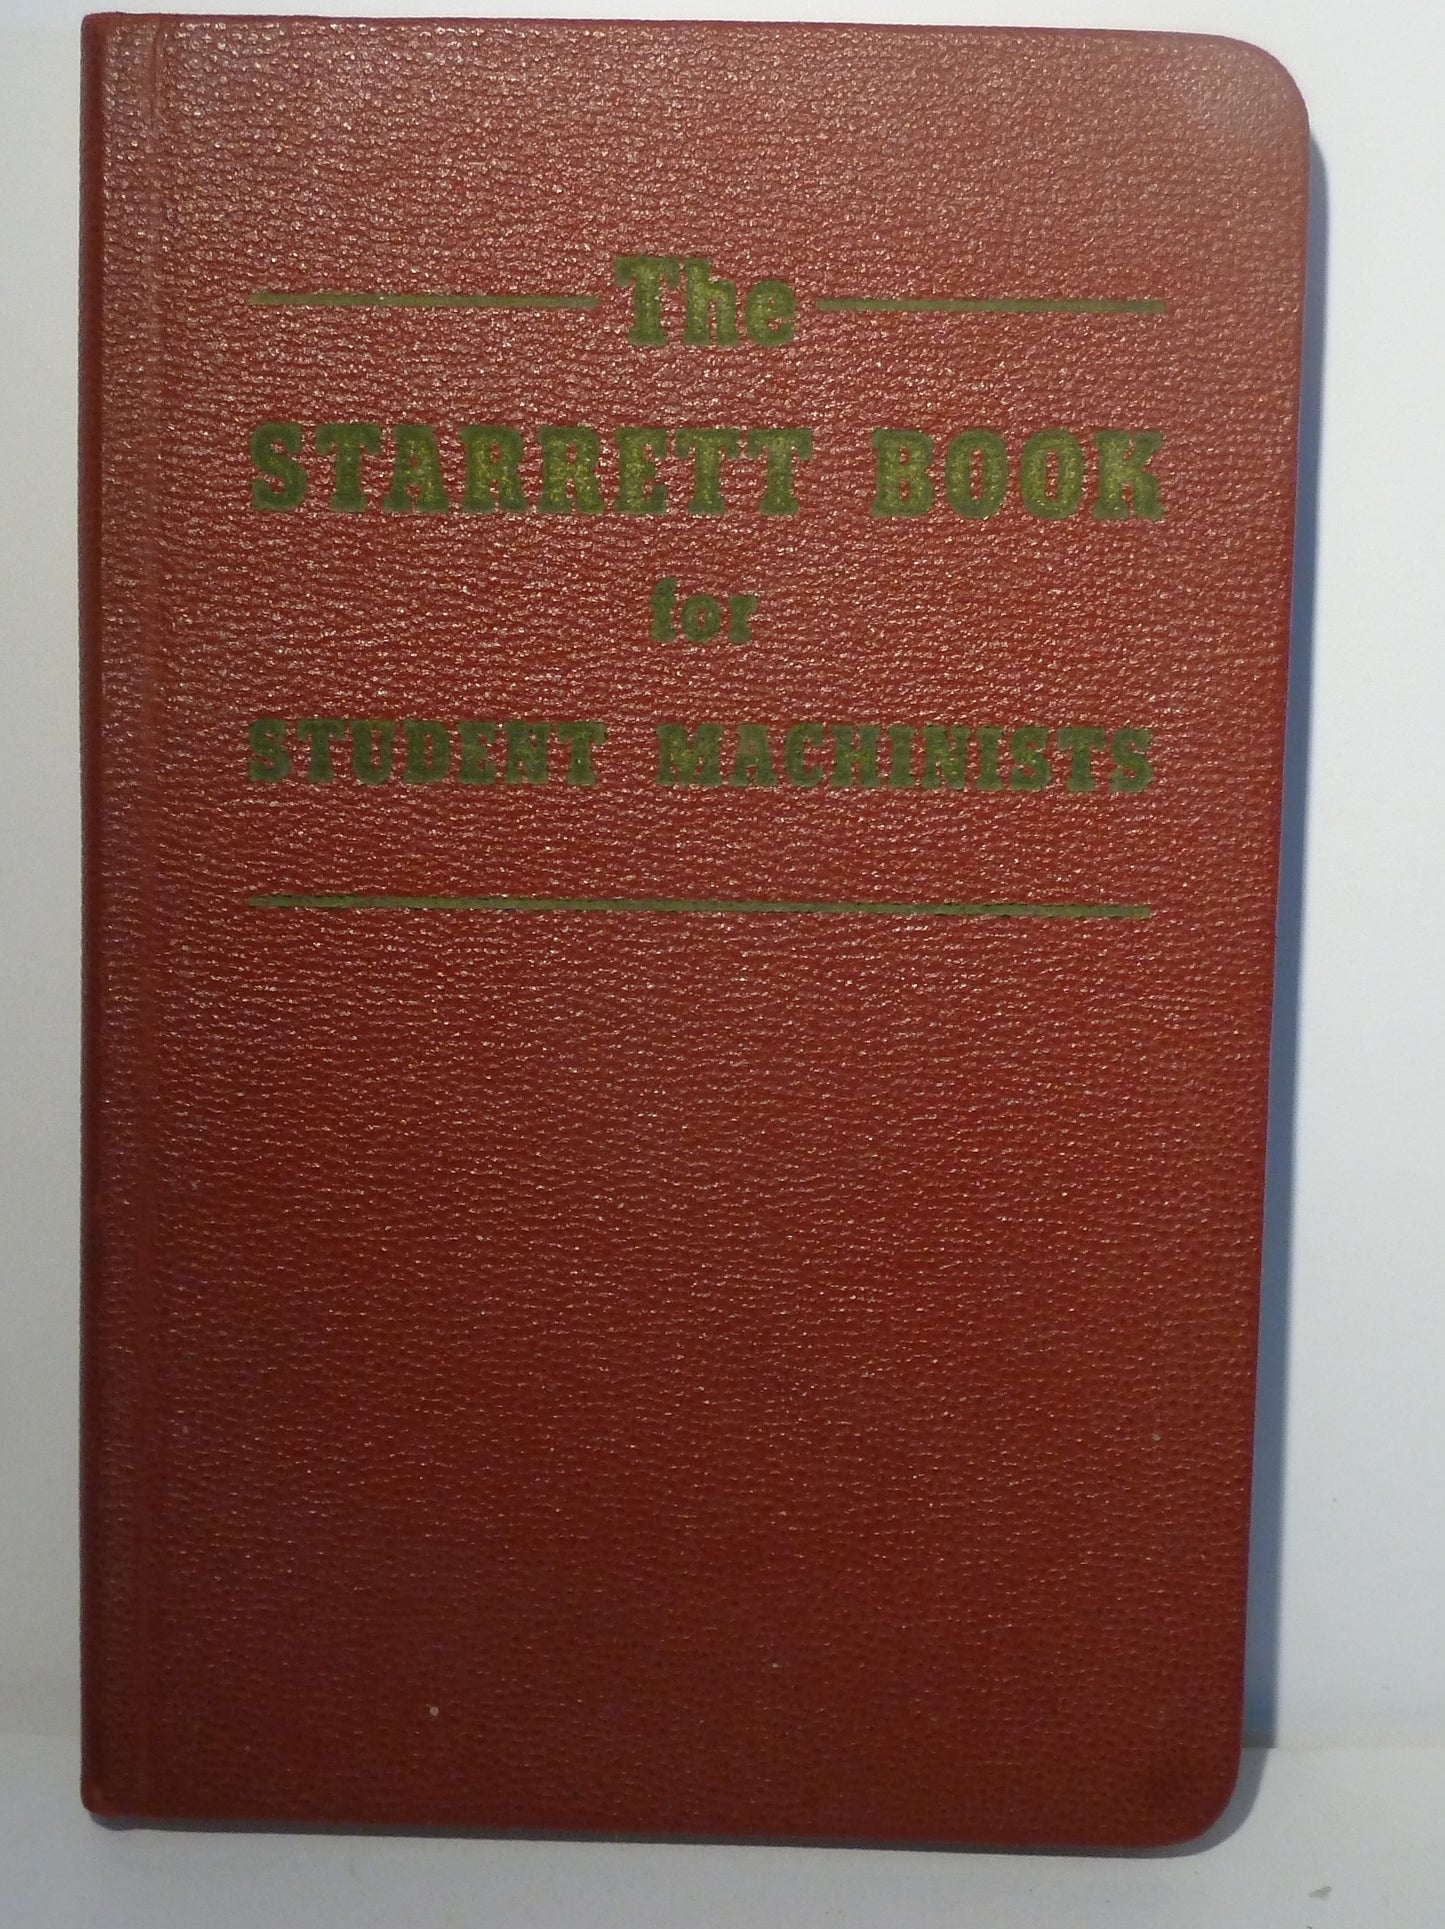 The
STARRETT BOOK
for
STUDENT MACHINISTS